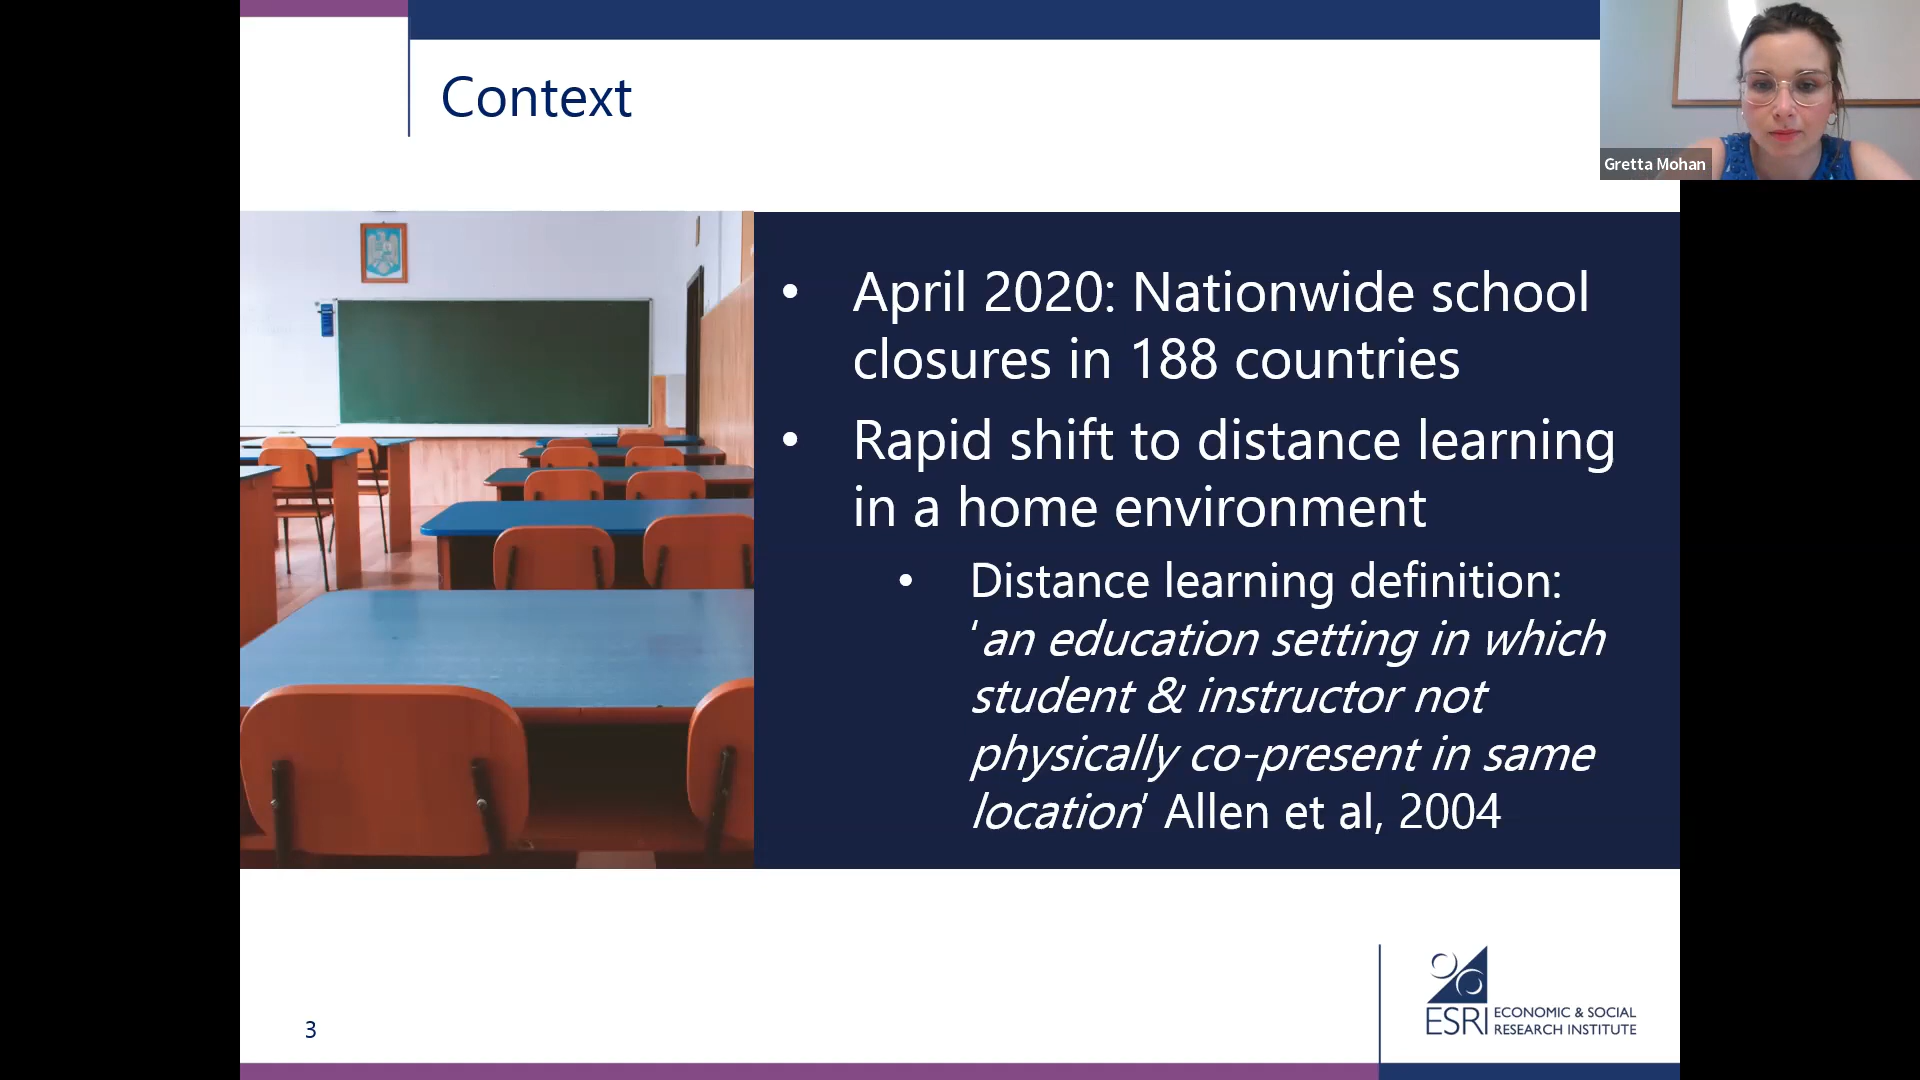 Context
Gretta Mohan
• April 2020: Nationwide school
closures in 188 countries
• Rapid shift to distance learning
in a home environment
• Distance learning definition:
‘an education setting in which
student & instructor not
physically co-present in same
location’ Allen et al, 2004
3
ESRI
ECONOMIC & SOCIAL
RESEARCH INSTITUTE